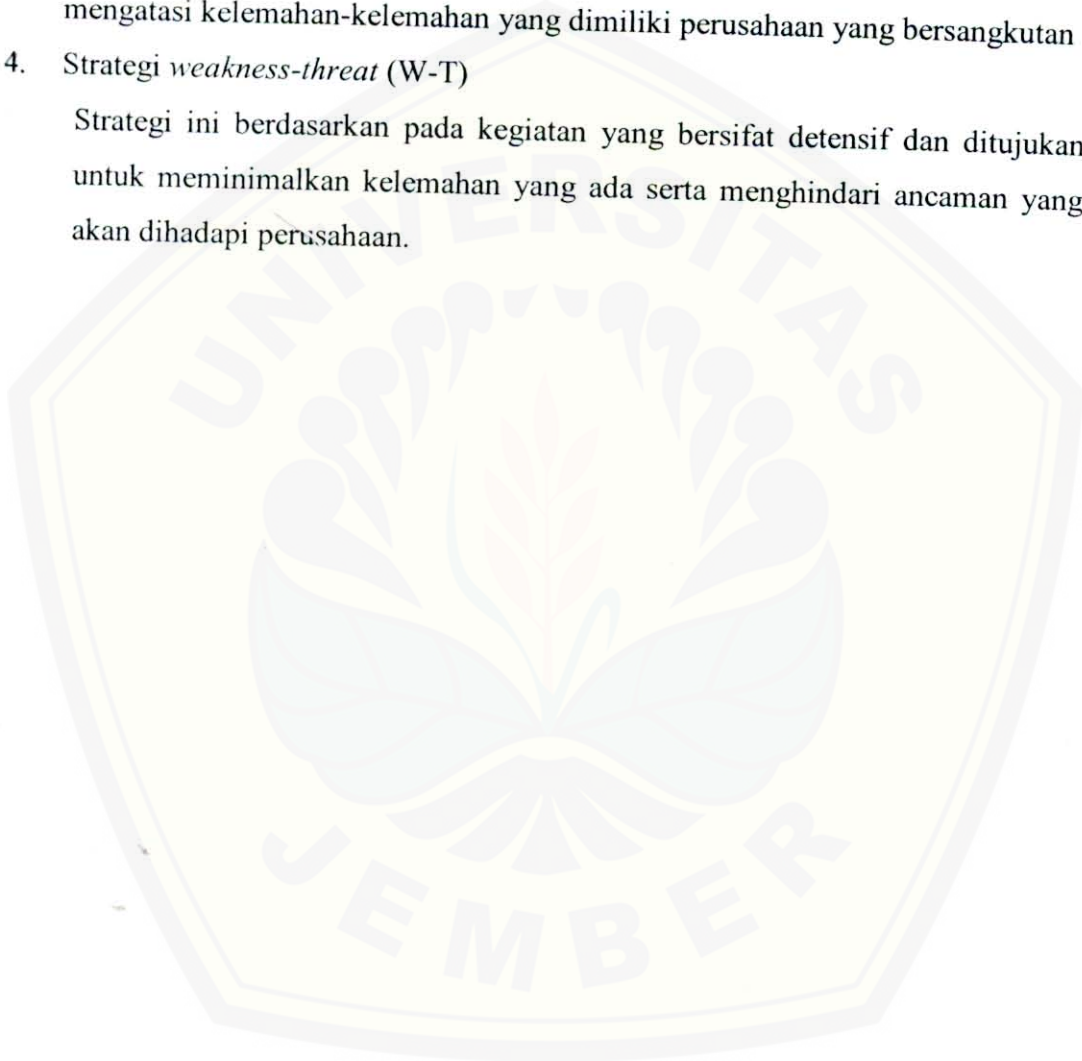 mengatasi kelemahan-kelemahan yang dimiliki perusahaan yang bersangkutan
4. Strategi weakness-threat (W-T)
Strategi ini berdasarkan pada kegiatan yang bersifat detensif dan ditujukan
untuk meminimalkan kelemahan yang ada serta menghindari ancaman yang
akan dihadapi perusahaan.
UNIVERSITAS
JEMBER